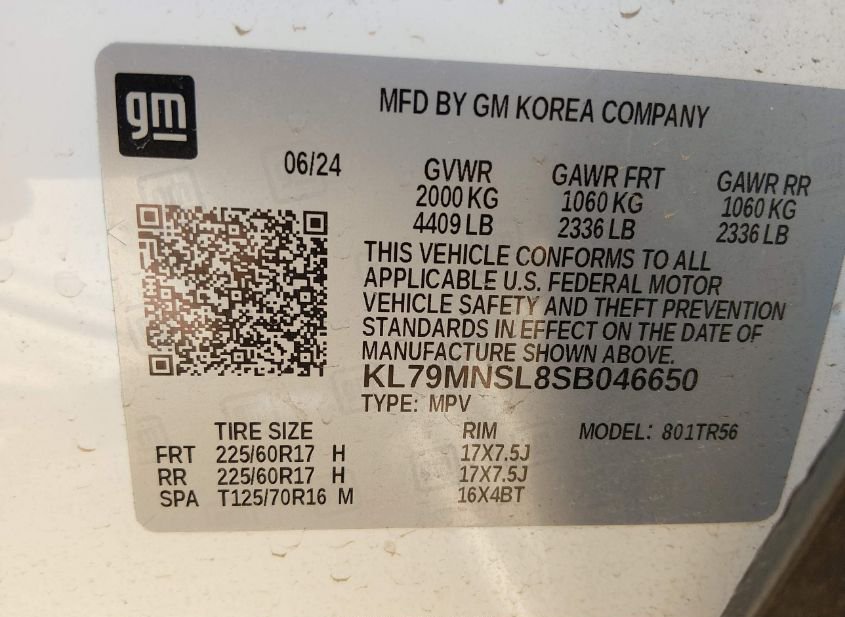 gm
MFD BY GM KOREA COMPANY
06/24 GVWR GAWR FRT GAWR RR
2000 KG 1060 KG 1060 KG
4409 LB 2336 LB 2336 LB
THIS VEHICLE CONFORMS TO ALL
APPLICABLE U.S. FEDERAL MOTOR
VEHICLE SAFETY AND THEFT PREVENTION
STANDARDS IN EFFECT ON THE DATE OF
MANUFACTURE SHOWN ABOVE.
KL79MNSL8SB046650
TYPE: MPV
TIRE SIZE RIM MODEL: 801TR56
FRT 225/60R17 H 17X7.5J
RR 225/60R17 H 17X7.5J
SPA T125/70R16 M 16X4BT